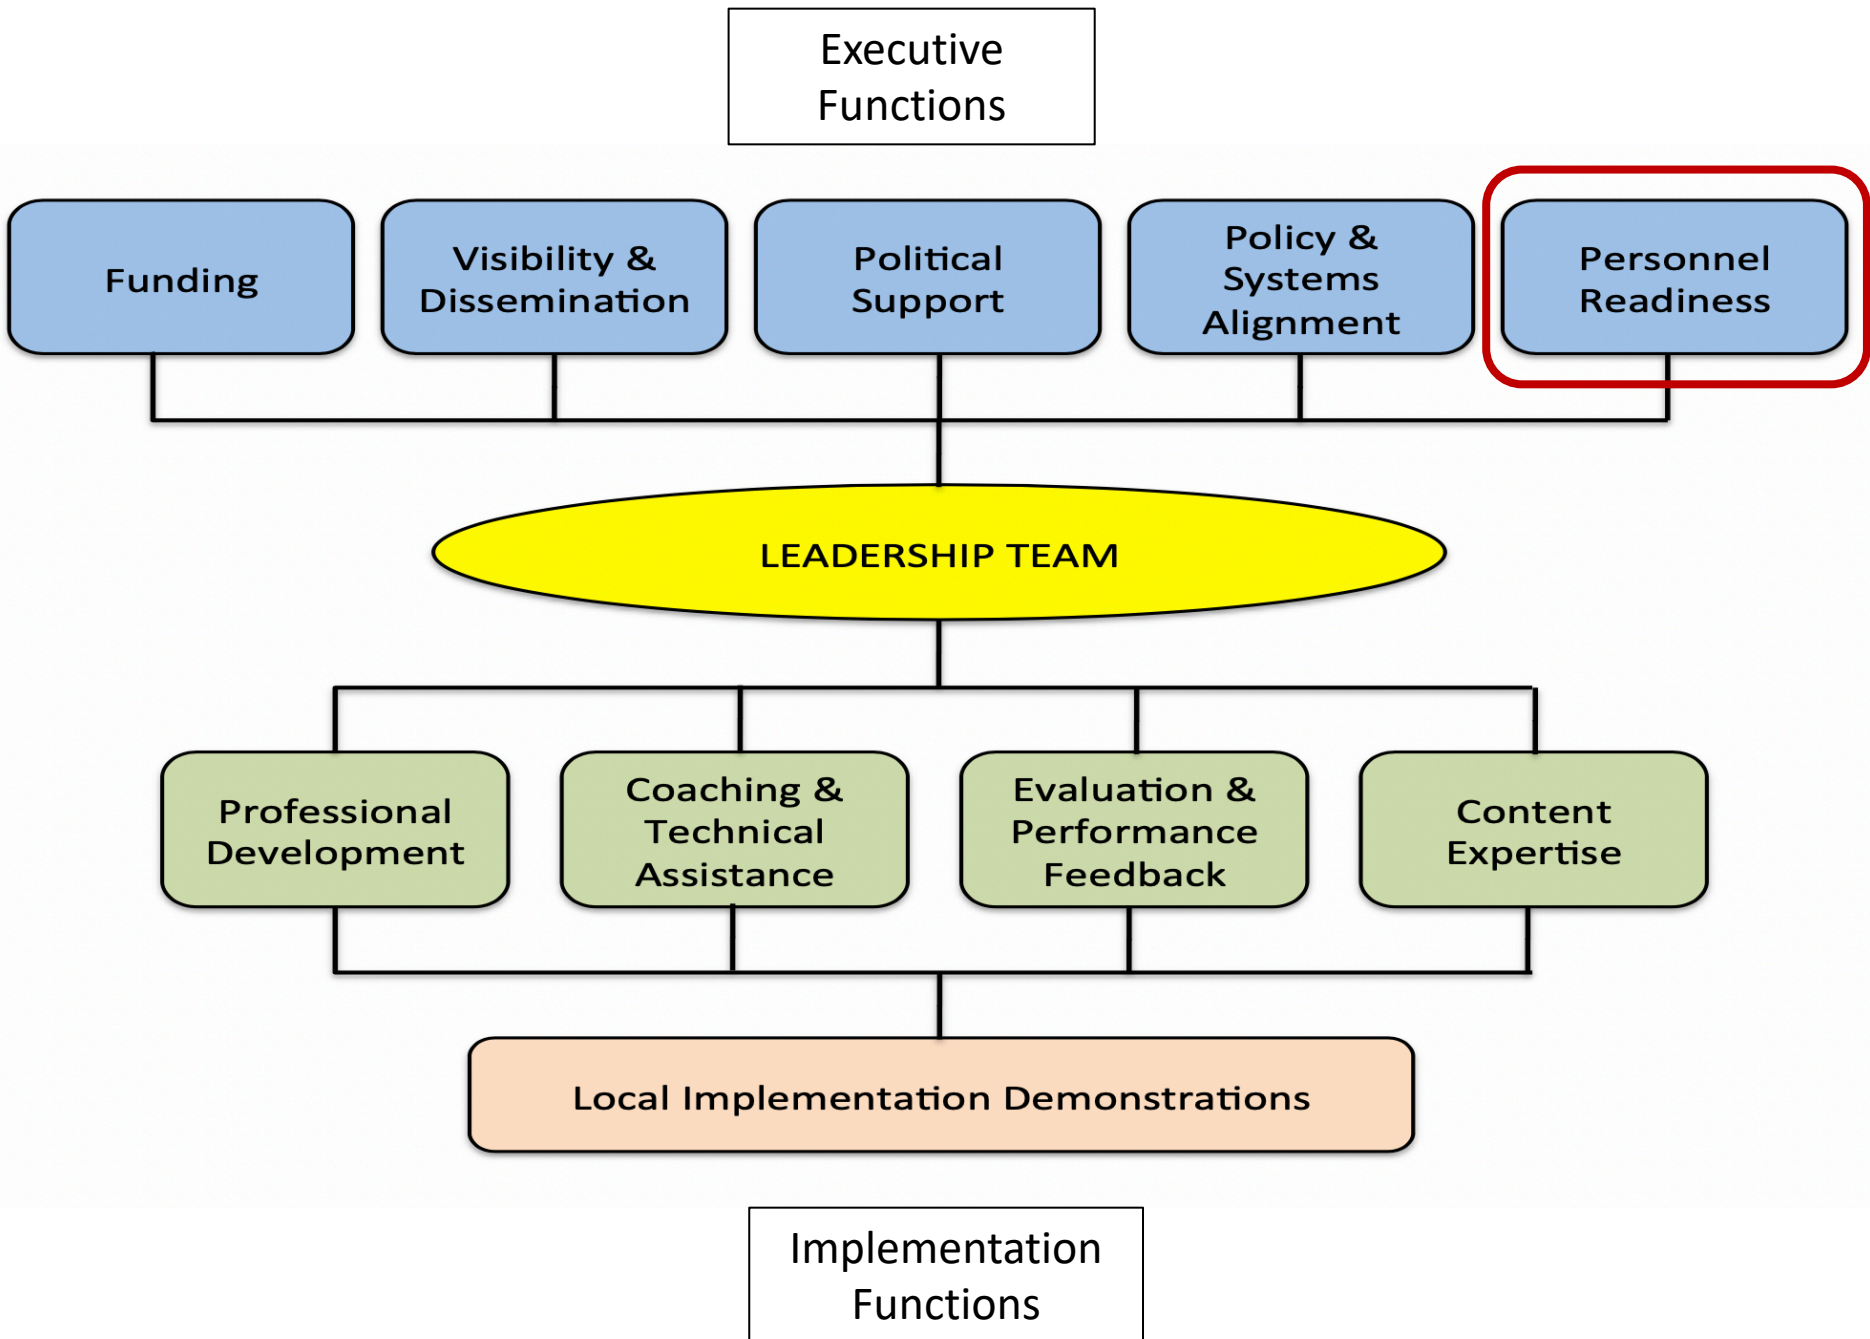 Executive
Functions
Funding
Visibility &
Dissemination
Political
Support
Policy &
Systems
Alignment
Personnel
Readiness
LEADERSHIP TEAM
Professional
Development
Coaching &
Technical
Assistance
Evaluation &
Performance
Feedback
Content
Expertise
Local Implementation Demonstrations
Implementation
Functions